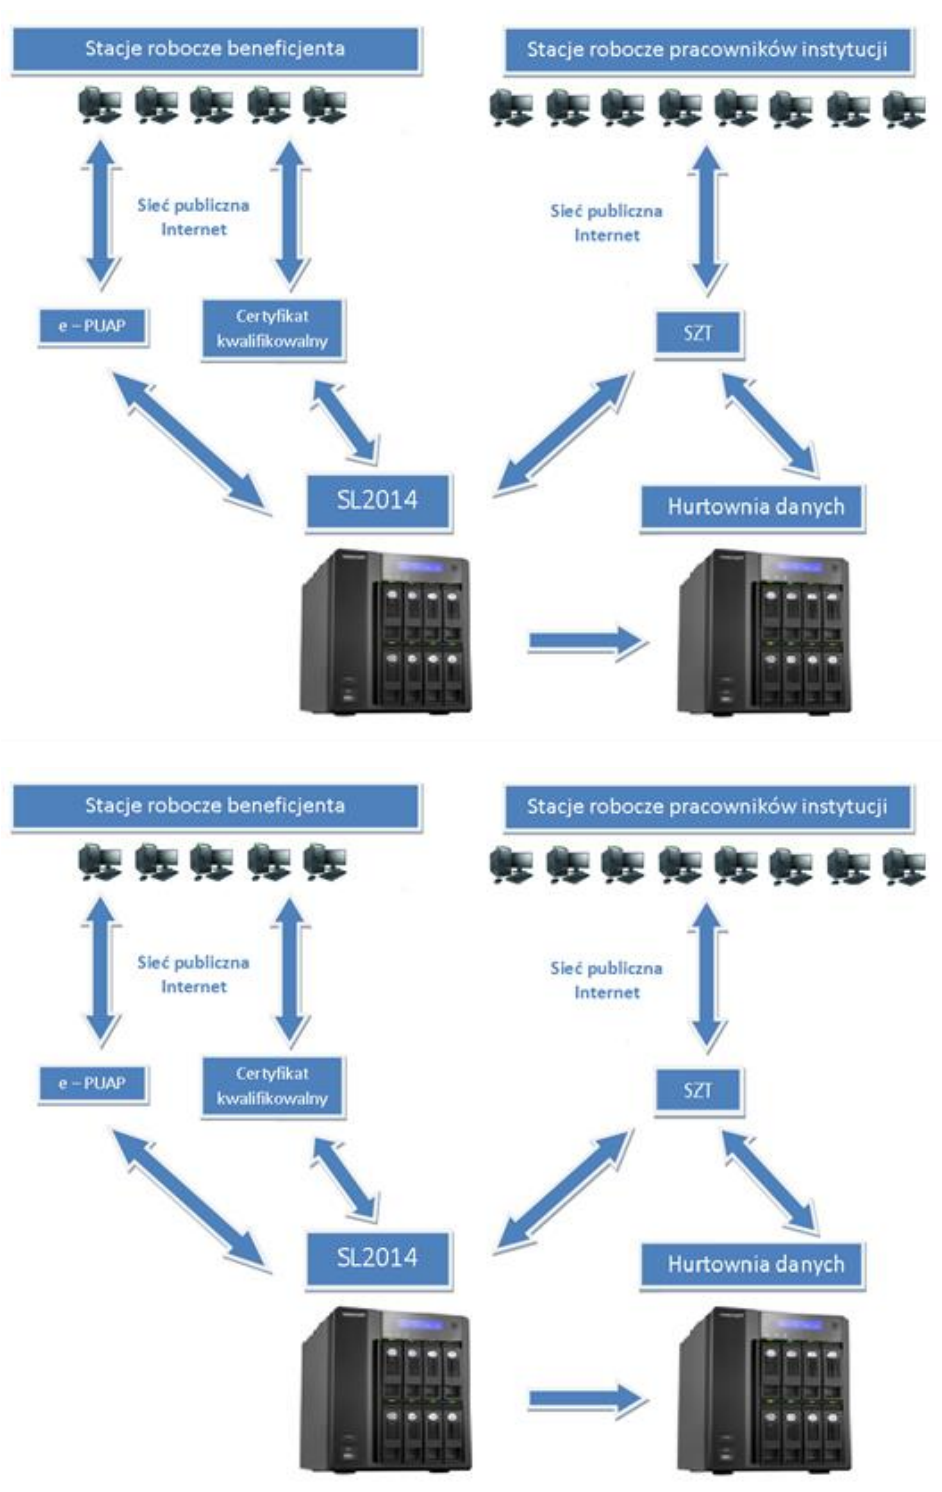 Stacje robocze beneficjenta
Stacje robocze pracowników instytucji
Sieć publiczna
Internet
Sieć publiczna
Internet
e – PUAP
Certyfikat
kwalifikowalny
SZT
SL2014
Hurtownia danych
Stacje robocze beneficjenta
Stacje robocze pracowników instytucji
Sieć publiczna
Internet
Sieć publiczna
Internet
e – PUAP
Certyfikat
kwalifikowalny
SZT
SL2014
Hurtownia danych